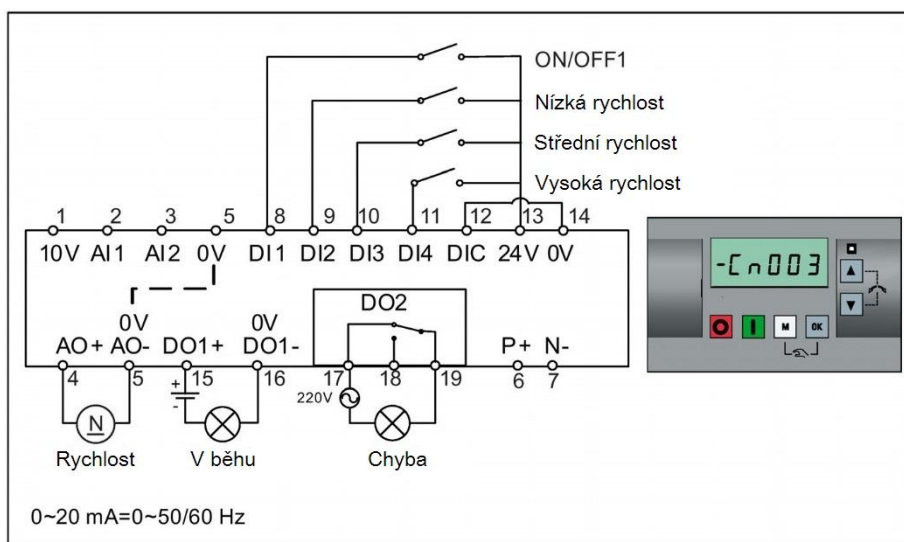 ON/OFF1
Nízká rychlost
Střední rychlost
Vysoká rychlost
1 2 3 5 8 9 10 11 12 13 14
10V AI1 AI2 0V DI1 DI2 DI3 DI4 DIC 24V 0V
-Cn003
M OK
DO2
0V 0V
AO+ AO- DO1+ DO1- P+ N-
4 5 15 16 17 18 19 6 7
+
-
220V
N
Rychlost V běhu Chyba
0~20 mA=0~50/60 Hz